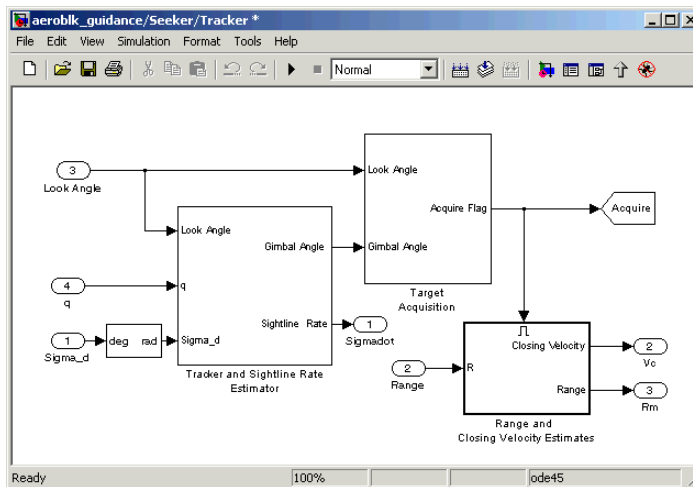 aeroblk_guidance/Seeker/Tracker *
File Edit View Simulation Format Tools Help
Normal
3
Look Angle
Look Angle
Acquire Flag
Gimbal Angle
Target
Acquisition
Acquire
Look Angle
Gimbal Angle
q
Sightline Rate
Sigma_d
Tracker and Sightline Rate
Estimator
4
q
1
Sigma_d
deg rad
1
Sigmadot
2
Range
Closing Velocity
R
Range
Range and
Closing Velocity Estimates
2
Vc
3
Rm
Ready 100% ode45